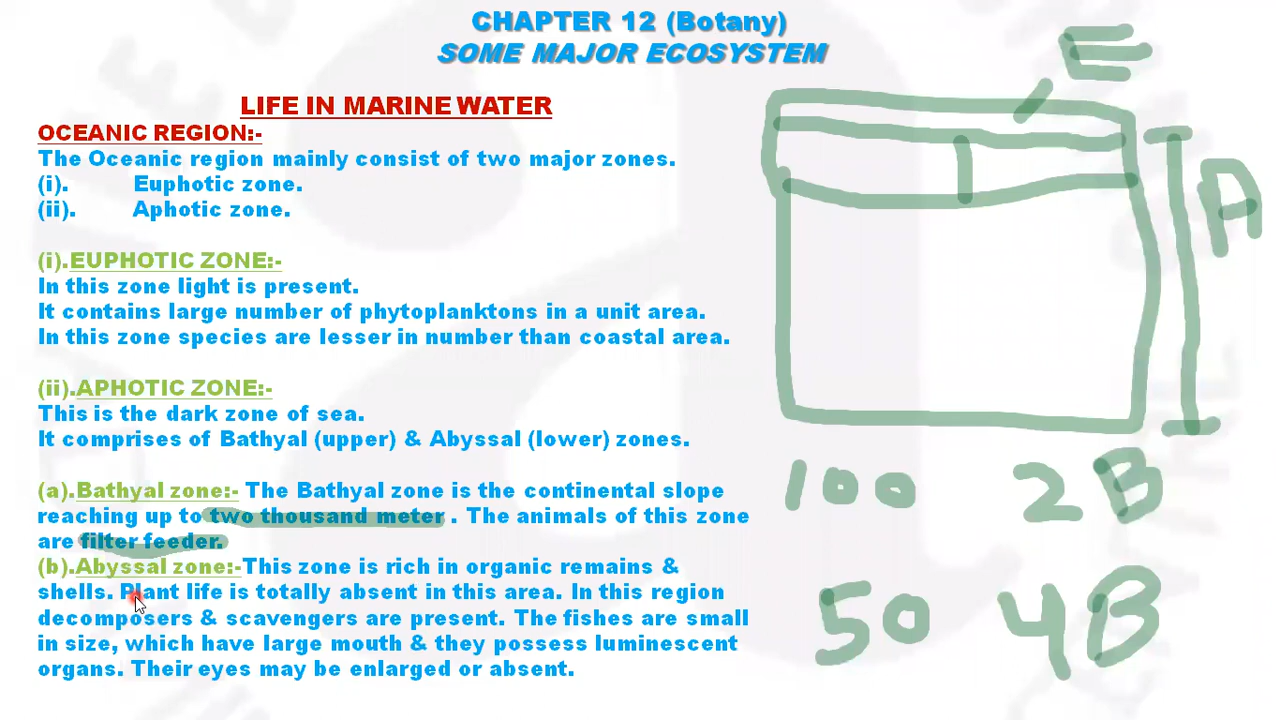 CHAPTER 12 (Botany)
SOME MAJOR ECOSYSTEM
LIFE IN MARINE WATER
OCEANIC REGION:-
The Oceanic region mainly consist of two major zones.
(i). Euphotic zone.
(ii). Aphotic zone.
(i).EUPHOTIC ZONE:-
In this zone light is present.
It contains large number of phytoplanktons in a unit area.
In this zone species are lesser in number than coastal area.
(ii).APHOTIC ZONE:-
This is the dark zone of sea.
It comprises of Bathyal (upper) & Abyssal (lower) zones.
(a).Bathyal zone:- The Bathyal zone is the continental slope
reaching up to two thousand meter . The animals of this zone
are filter feeder.
(b).Abyssal zone:-This zone is rich in organic remains &
shells. Plant life is totally absent in this area. In this region
decomposers & scavengers are present. The fishes are small
in size, which have large mouth & they possess luminescent
organs. Their eyes may be enlarged or absent.
E
A
100 2B
50 4B